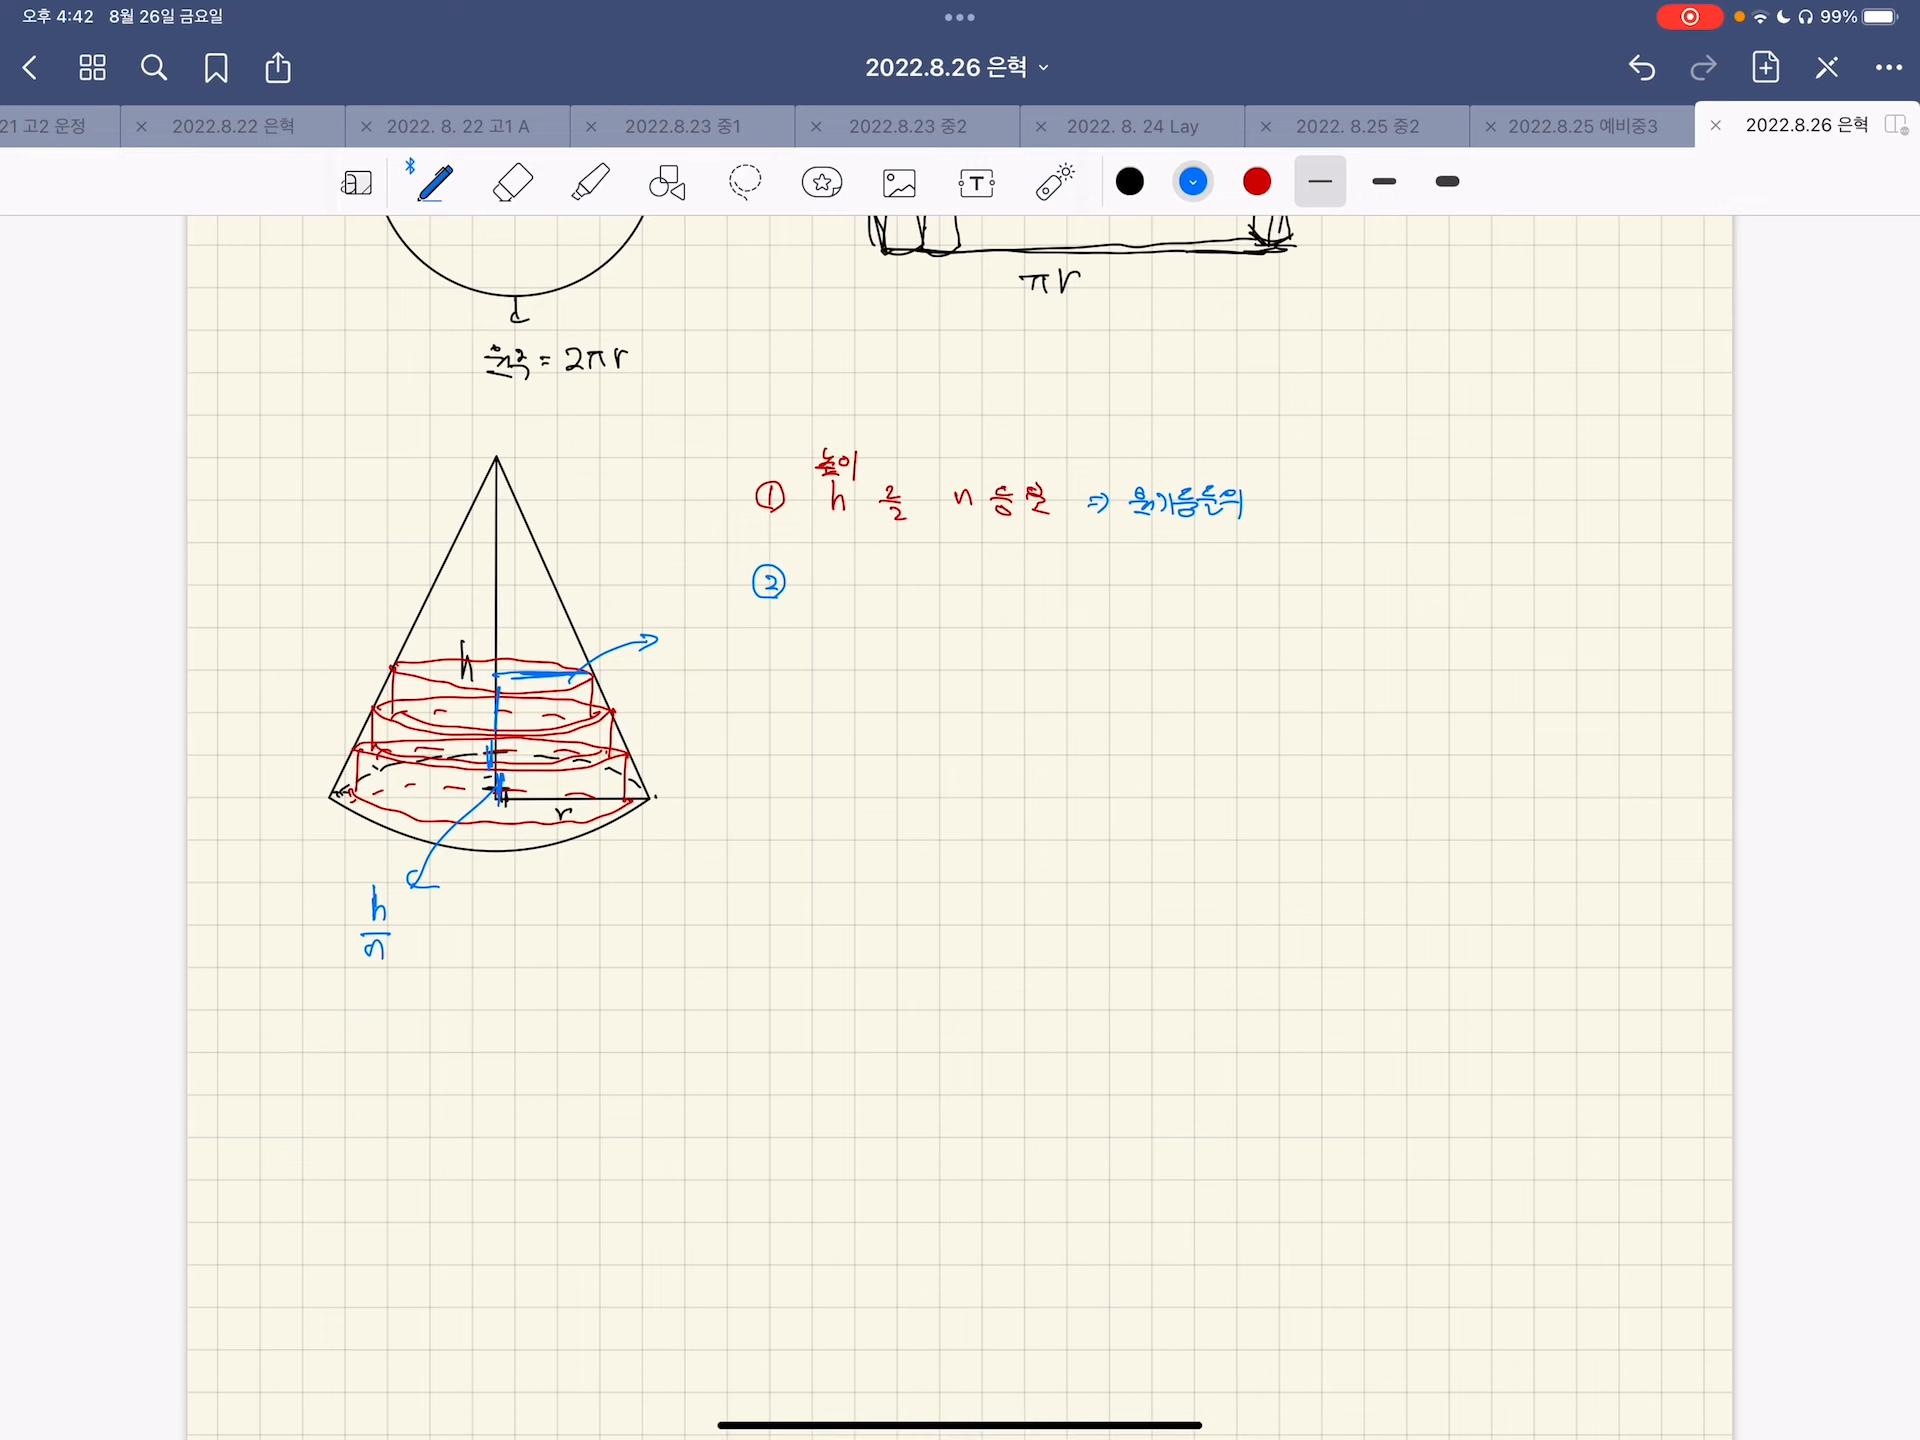 오후 4:42 8월 26일 금요일
99%
2022.8.26 은혁
21 고2 운정
2022.8.22 은혁
2022. 8. 22 고1 A
2022.8.23 중1
2022.8.23 중2
2022. 8. 24 Lay
2022. 8.25 중2
2022.8.25 예비중3
2022.8.26 은혁
T
πr
원주 = 2πr
높이
① h 를 n 등분 ⇒ 원기둥들의
②
h
r
h
n